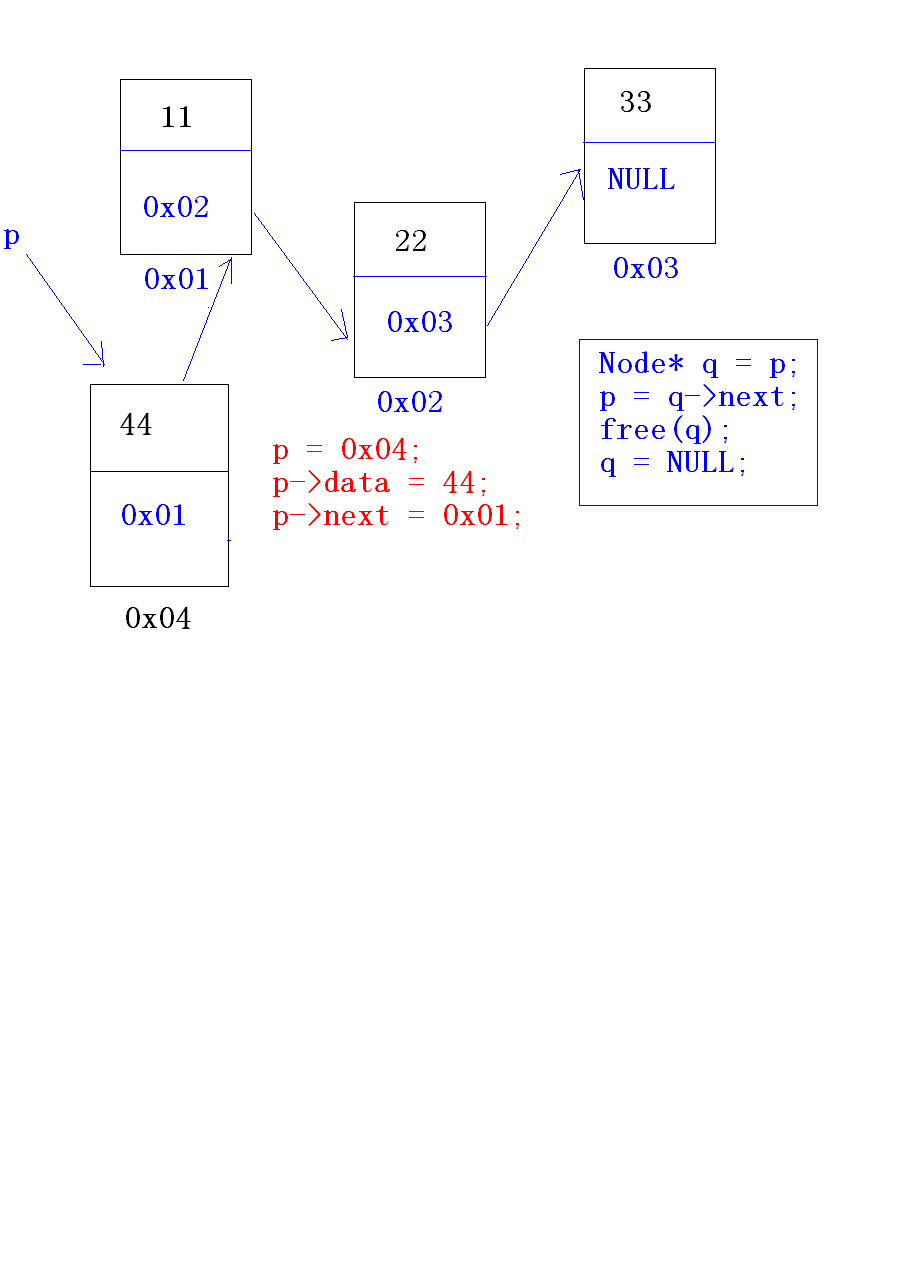 11
0x02
0x01
33
NULL
0x03
p
22
0x03
0x02
44
0x01
0x04
p = 0x04;
p->data = 44;
p->next = 0x01;
Node* q = p;
p = q->next;
free(q);
q = NULL;